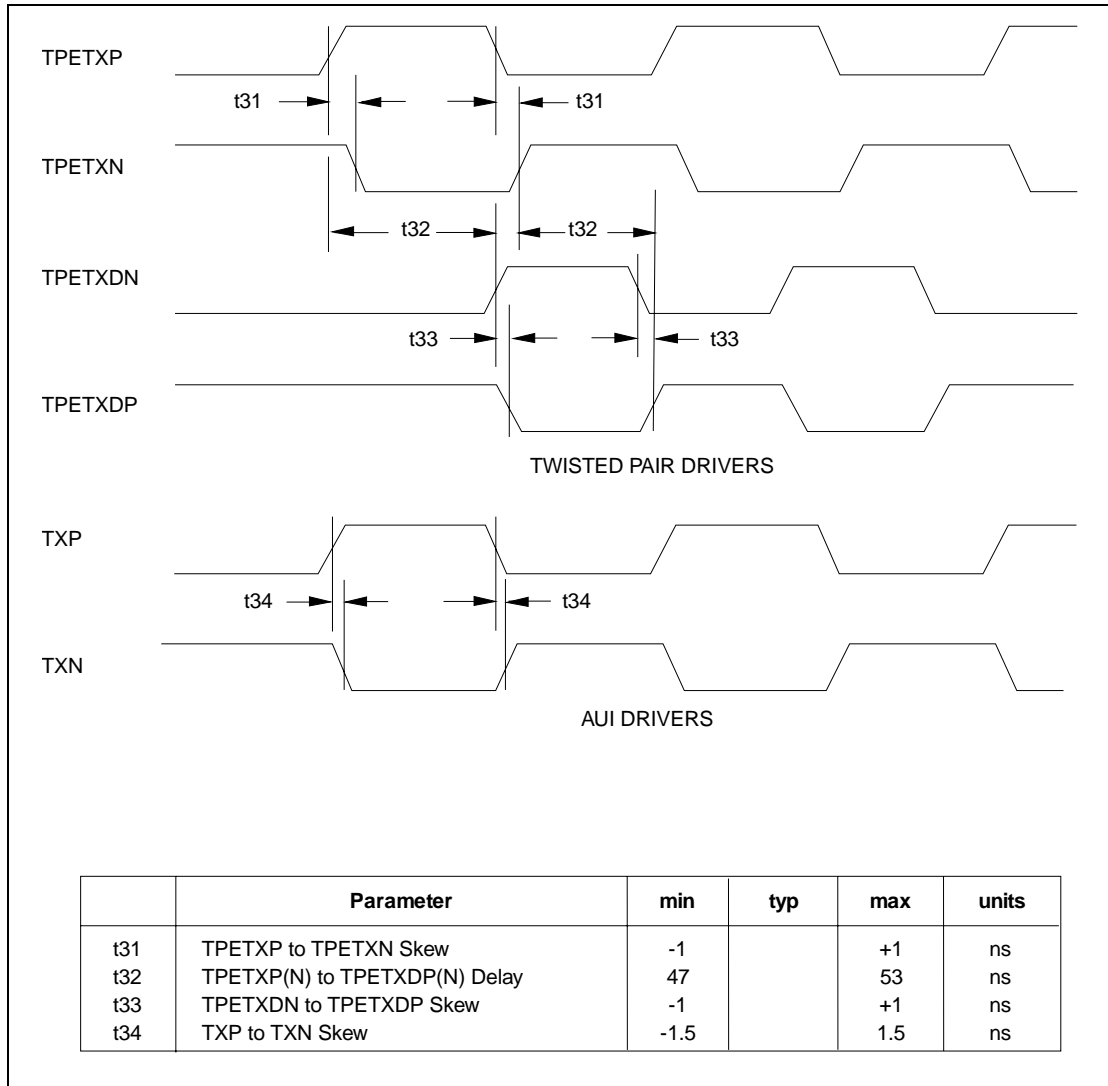 TPETXP
t31 t31
TPETXN
t32 t32
TPETXDN
t33 t33
TPETXDP
TWISTED PAIR DRIVERS
TXP
t34 t34
TXN
AUI DRIVERS
Parameter min typ max units
t31 TPETXP to TPETXN Skew -1 +1 ns
t32 TPETXP(N) to TPETXDP(N) Delay 47 53 ns
t33 TPETXDN to TPETXDP Skew -1 +1 ns
t34 TXP to TXN Skew -1.5 1.5 ns